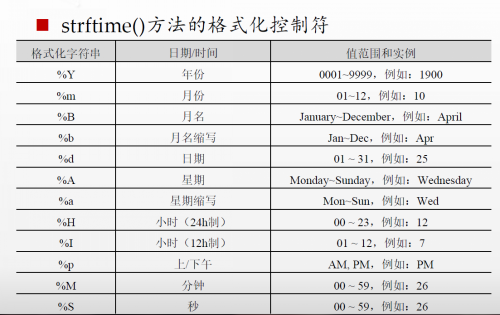 strftime()方法的格式化控制符
格式化字符串 日期/时间 值范围和实例
%Y 年份 0001~9999，例如：1900
%m 月份 01~12，例如：10
%B 月名 January~December，例如：April
%b 月名缩写 Jan~Dec，例如：Apr
%d 日期 01 ~ 31，例如：25
%A 星期 Monday~Sunday，例如：Wednesday
%a 星期缩写 Mon~Sun，例如：Wed
%H 小时（24h制） 00 ~ 23，例如：12
%I 小时（12h制） 01 ~ 12，例如：7
%p 上/下午 AM, PM，例如：PM
%M 分钟 00 ~ 59，例如：26
%S 秒 00 ~ 59，例如：26